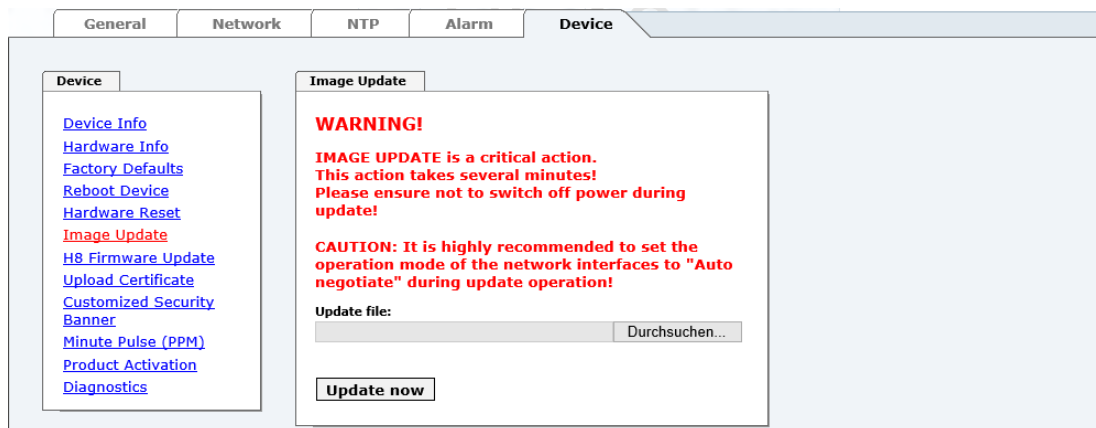 General Network NTP Alarm Device
Device
Device Info
Hardware Info
Factory Defaults
Reboot Device
Hardware Reset
Image Update
H8 Firmware Update
Upload Certificate
Customized Security
Banner
Minute Pulse (PPM)
Product Activation
Diagnostics
Image Update
WARNING!
IMAGE UPDATE is a critical action.
This action takes several minutes!
Please ensure not to switch off power during
update!
CAUTION: It is highly recommended to set the
operation mode of the network interfaces to "Auto
negotiate" during update operation!
Update file:
Durchsuchen...
Update now